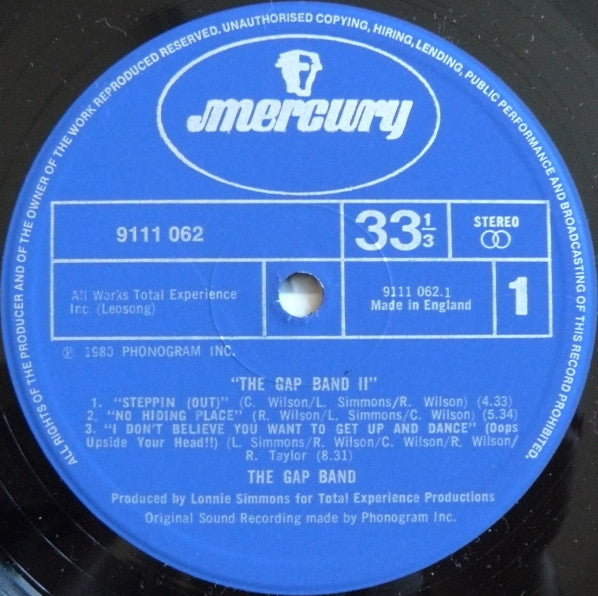 ALL RIGHTS OF THE PRODUCER AND OF THE OWNER OF THE WORK REPRODUCED RESERVED. UNAUTHORISED COPYING, HIRING, LENDING, PUBLIC PERFORMANCE AND BROADCASTING OF THIS RECORD PROHIBITED.
mercury
9111 062
33 1/3
STEREO
All Works Total Experience
Inc. (Leosong)
9111 062.1
Made in England
1
℗ 1980 PHONOGRAM INC.
"THE GAP BAND II"
1. "STEPPIN (OUT)" (C. Wilson/L. Simmons/R. Wilson) (4.33)
2. "NO HIDING PLACE" (R. Wilson/L. Simmons/C. Wilson) (5.34)
3. "I DON'T BELIEVE YOU WANT TO GET UP AND DANCE" (Oops
Upside Your Head!!) (L. Simmons/R. Wilson/C. Wilson/R. Wilson/
R. Taylor (8.31)
THE GAP BAND
Produced by Lonnie Simmons for Total Experience Productions
Original Sound Recording made by Phonogram Inc.